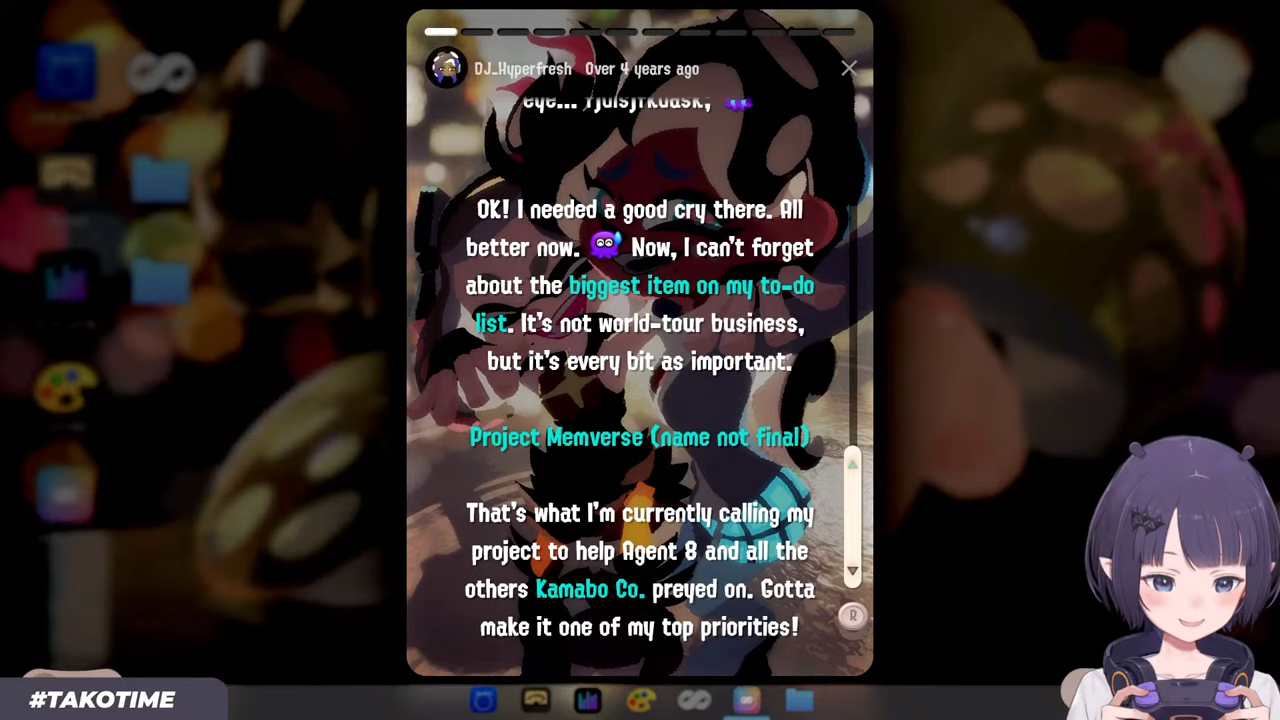 DJ_Hyperfresh Over 4 years ago
eye...
OK! I needed a good cry there. All
better now. Now, I can't forget
about the biggest item on my to-do
list. It's not world-tour business,
but it's every bit as important.
Project Memverse (name not final)
That's what I'm currently calling my
project to help Agent 8 and all the
others Kamabo Co. preyed on. Gotta
make it one of my top priorities!
R
#TAKOTIME